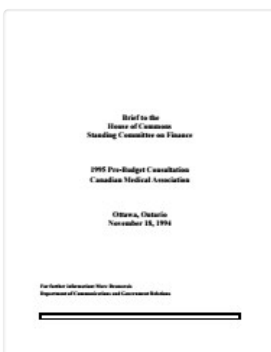 Brief to the
House of Commons
Standing Committee on Finance
1995 Pre-Budget Consultation
Canadian Medical Association
Ottawa, Ontario
November 18, 1994
For further information: Marc
Department of Communications and Government Relations